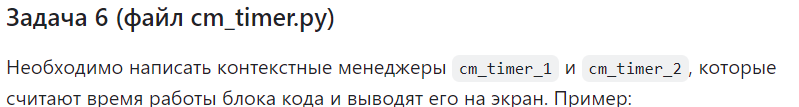 Задача 6 (файл cm_timer.py)
Необходимо написать контекстные менеджеры cm_timer_1 и cm_timer_2, которые
считают время работы блока кода и выводят его на экран. Пример: